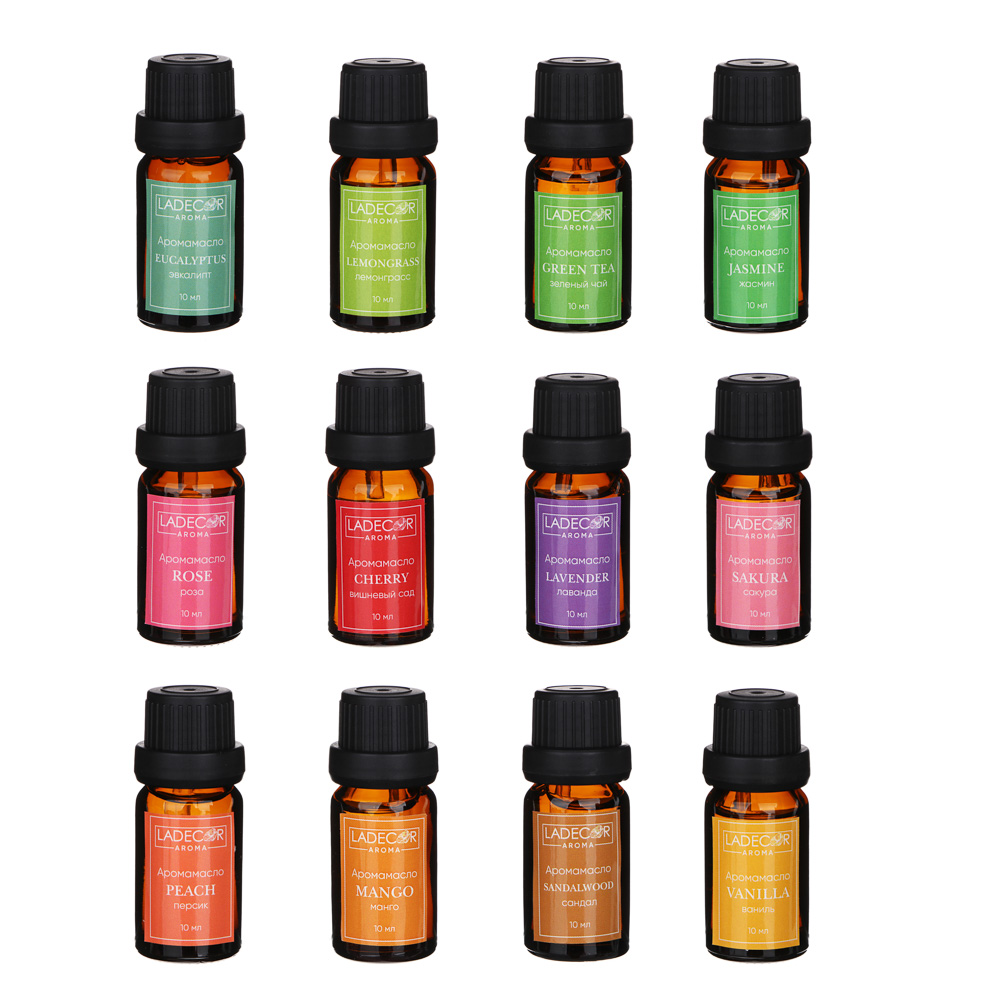 LADECOR
AROMA
Аромамасло
EUCALYPTUS
эвкалипт
10 мл
LADECOR
AROMA
Аромамасло
LEMONGRASS
лемонграсс
10 мл
LADECOR
AROMA
Аромамасло
GREEN TEA
зеленый чай
10 мл
LADECOR
AROMA
Аромамасло
JASMINE
жасмин
10 мл
LADECOR
AROMA
Аромамасло
ROSE
роза
10 мл
LADECOR
AROMA
Аромамасло
CHERRY
вишневый сад
10 мл
LADECOR
AROMA
Аромамасло
LAVENDER
лаванда
10 мл
LADECOR
AROMA
Аромамасло
SAKURA
сакура
10 мл
LADECOR
AROMA
Аромамасло
PEACH
персик
10 мл
LADECOR
AROMA
Аромамасло
MANGO
манго
10 мл
LADECOR
AROMA
Аромамасло
SANDALWOOD
сандал
10 мл
LADECOR
AROMA
Аромамасло
VANILLA
ваниль
10 мл